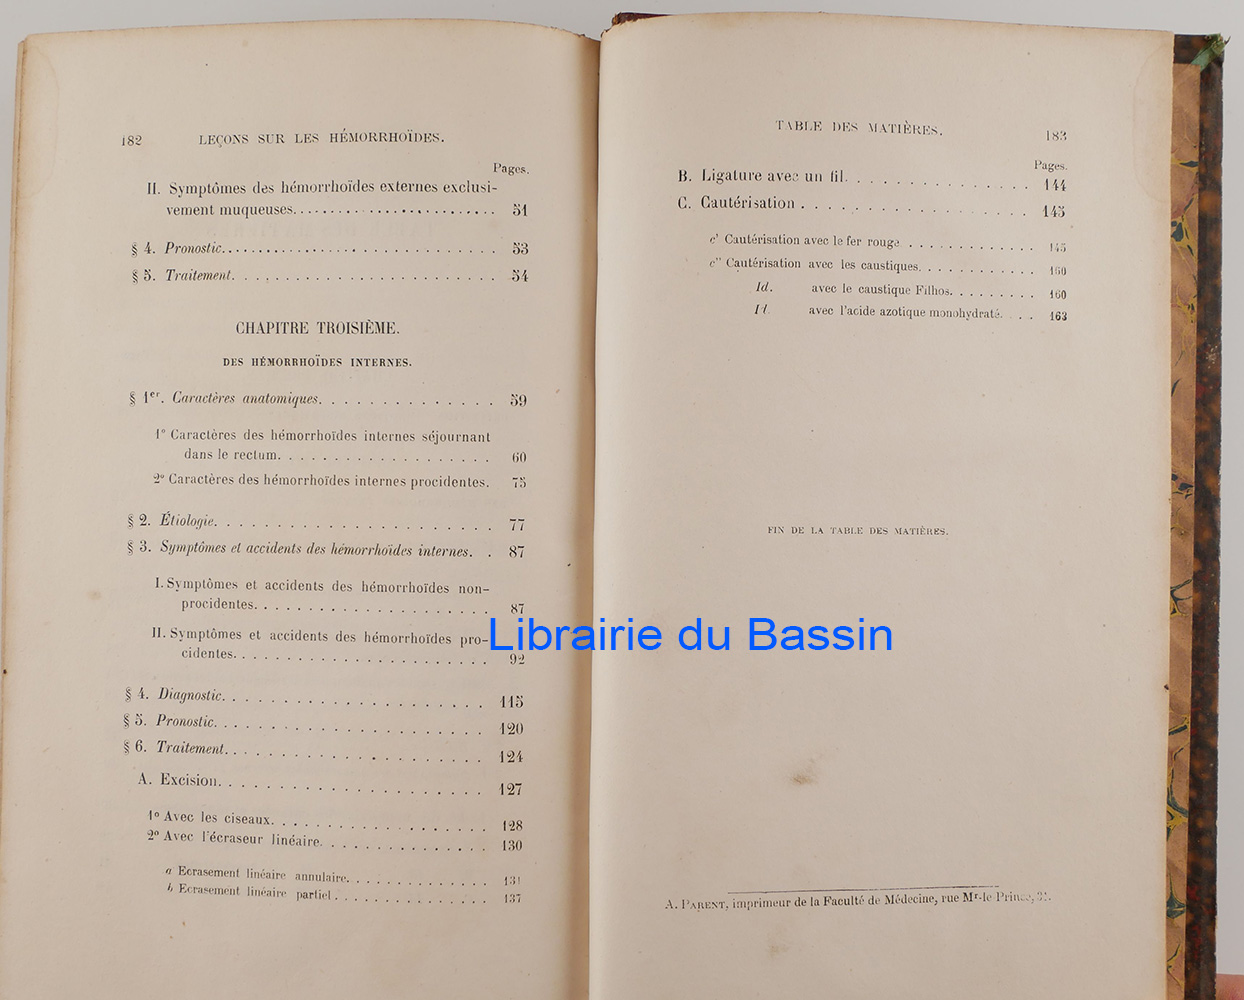 182 LEÇONS SUR LES HÉMORRHOÏDES.
Pages.
II. Symptômes des hémorrhoïdes externes exclusi-
vement muqueuses........................ 51
§ 4. Pronostic.............................. 53
§ 5. Traitement............................. 54
CHAPITRE TROISIÈME.
DES HÉMORRHOÏDES INTERNES.
§ 1er. Caractères anatomiques.............. 59
1° Caractères des hémorrhoïdes internes séjournant
dans le rectum.................. 60
2° Caractères des hémorrhoïdes internes procidentes. 75
§ 2. Étiologie...................... 77
§ 3. Symptômes et accidents des hémorrhoïdes internes. . 87
I. Symptômes et accidents des hémorrhoïdes non-
procidentes.................... 87
II. Symptômes et accidents des hémorrhoïdes pro-
cidentes...................... 92
§ 4. Diagnostic...................... 115
§ 5. Pronostic...................... 120
§ 6. Traitement..................... 124
A. Excision...................... 127
1° Avec les ciseaux................. 128
2° Avec l'écraseur linéaire.............. 130
a Ecrasement linéaire annulaire............ 131
b Ecrasement linéaire partiel............. 137
TABLE DES MATIÈRES. 183
Pages.
B. Ligature avec un fil............... 144
C. Cautérisation.................. 145
c' Cautérisation avec le fer rouge........... 145
c'' Cautérisation avec les caustiques.......... 160
Id. avec le caustique Filhos......... 160
Id. avec l'acide azotique monohydraté.... 163
FIN DE LA TABLE DES MATIÈRES.
A. PARENT, imprimeur de la Faculté de Médecine, rue Mr-le Prince,
Librairie du Bassin